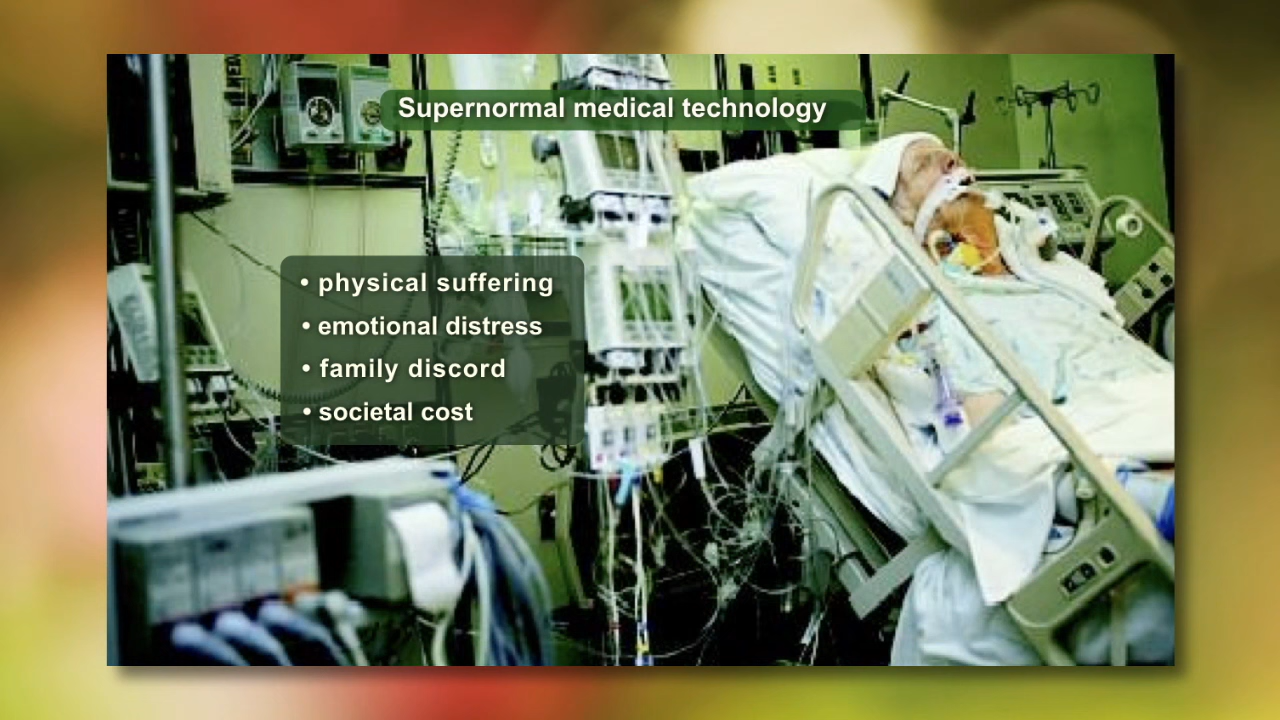 Supernormal medical technology
• physical suffering
• emotional distress
• family discord
• societal cost